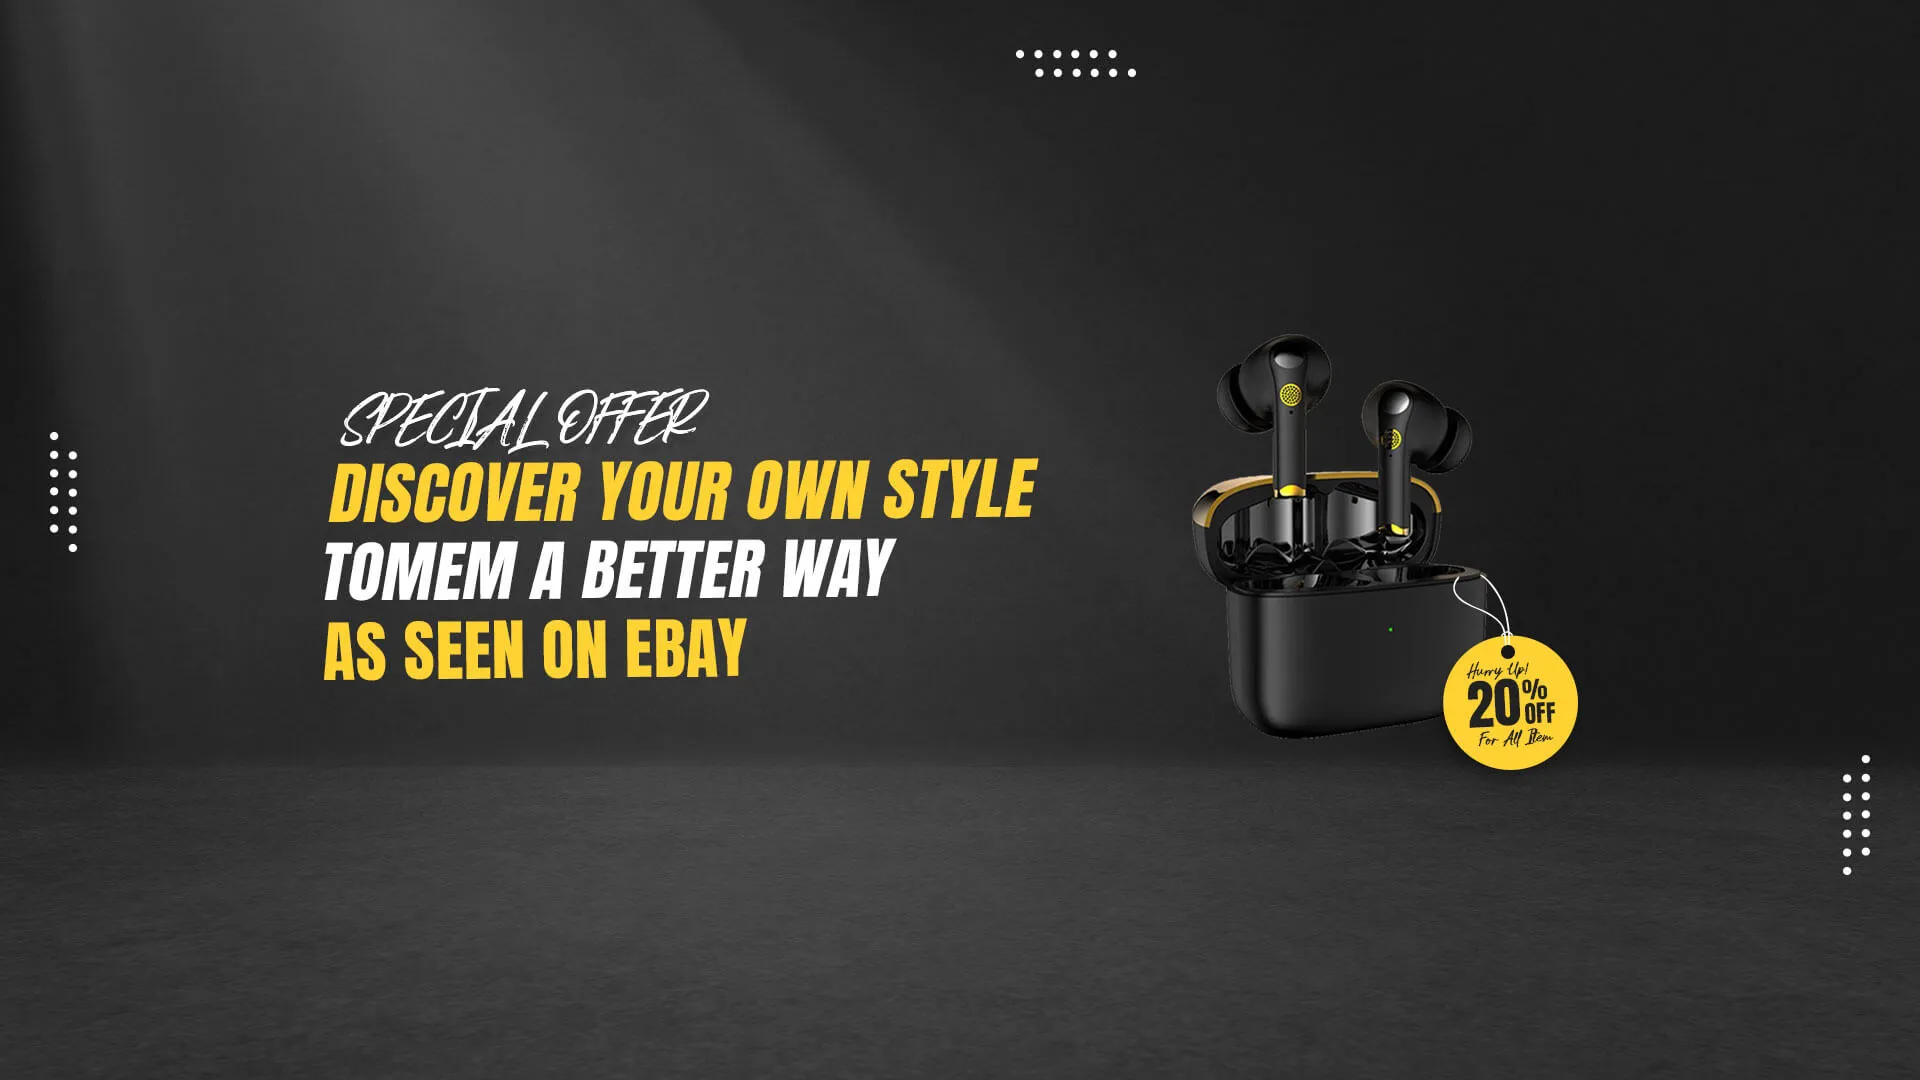 SPECIAL OFFER
DISCOVER YOUR OWN STYLE
TOMEM A BETTER WAY
AS SEEN ON EBAY
Hurry Up!
20% OFF
For All Item